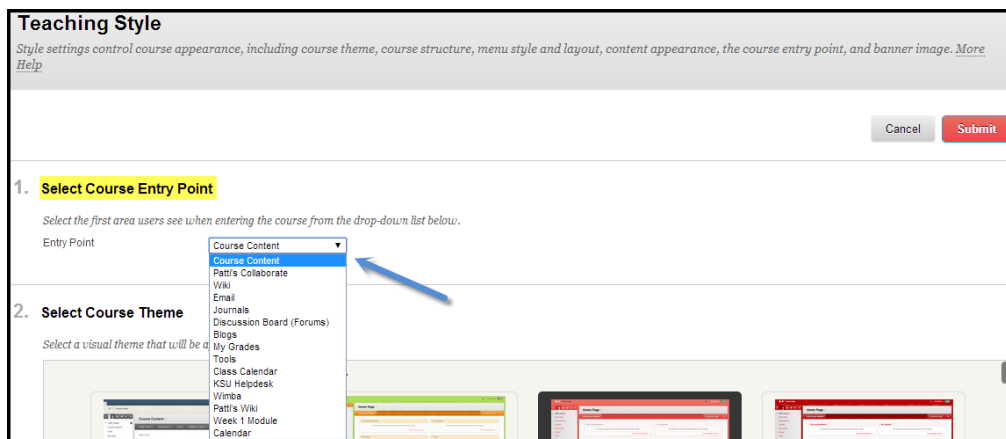 Teaching Style
Style settings control course appearance, including course theme, course structure, menu style and layout, content appearance, the course entry point, and banner image. More
Help
Cancel
Submit
1. Select Course Entry Point
Select the first area users see when entering the course from the drop-down list below.
Entry Point
Course Content
Course Content
Patti's Collaborate
Wiki
Email
Journals
Discussion Board (Forums)
Blogs
My Grades
Tools
Class Calendar
KSU Helpdesk
Wimba
Patti's Wiki
Week 1 Module
Calendar
2. Select Course Theme
Select a visual theme that will be a
Course Content
Home Page
Home Page
Home Page